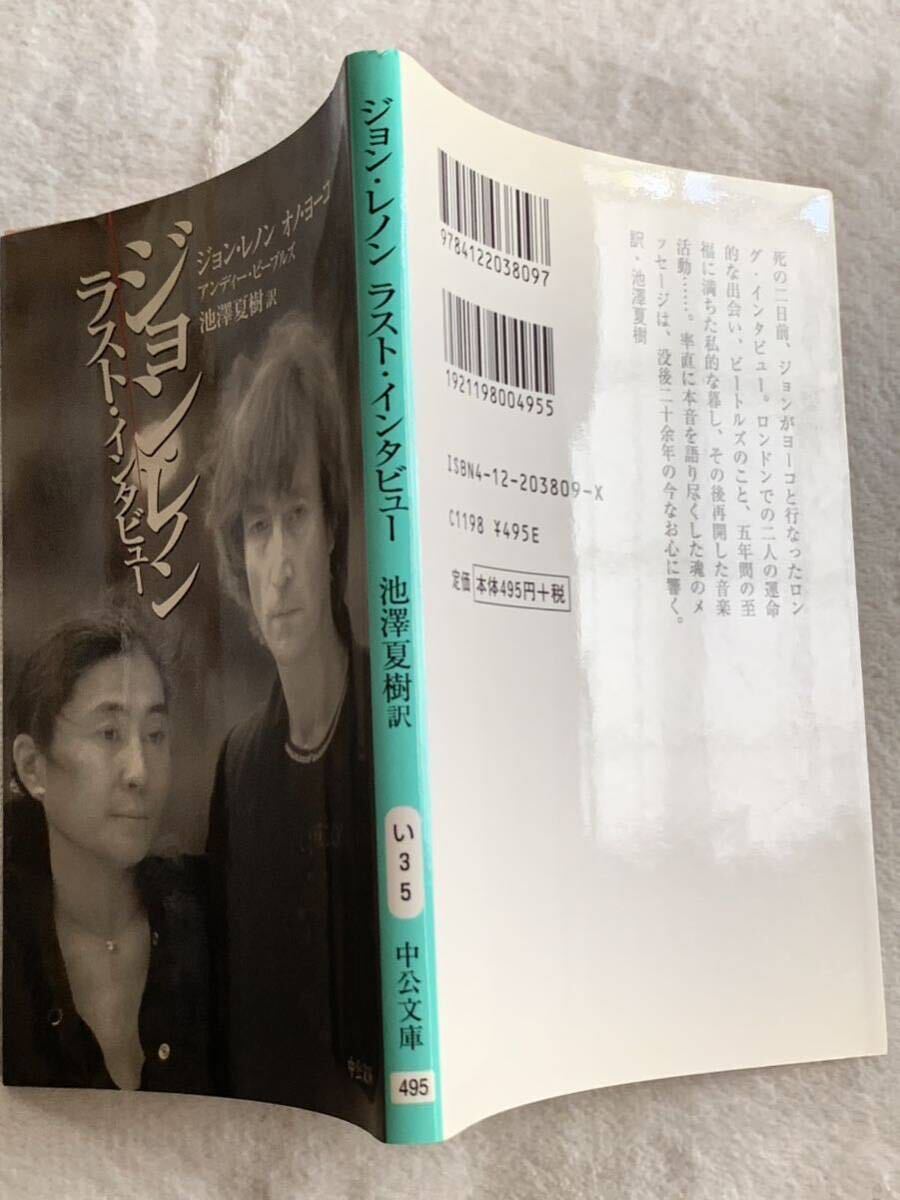 ジョン・レノン オノ・ヨーコ
アンディー・ピーブルズ
池澤夏樹 訳
ジョン・レノン
ラスト・インタビュー
中公文庫
ジョン・レノン ラスト・インタビュー 池澤夏樹訳
い
3
5
中公文庫
495
9784122038097
1921198004955
ISBN4-12-203809-X
C1198 ¥495E
定価 本体495円+税
死の二日前、ジョンがヨーコと行なったロン
グ・インタビュー。ロンドンでの二人の運命
的な出会い、ビートルズのこと、五年間の至
福に満ちた私的な暮し、その後再開した音楽
活動……。率直に本音を語り尽くした魂のメ
ッセージは、没後二十余年の今なお心に響く。
訳・池澤夏樹